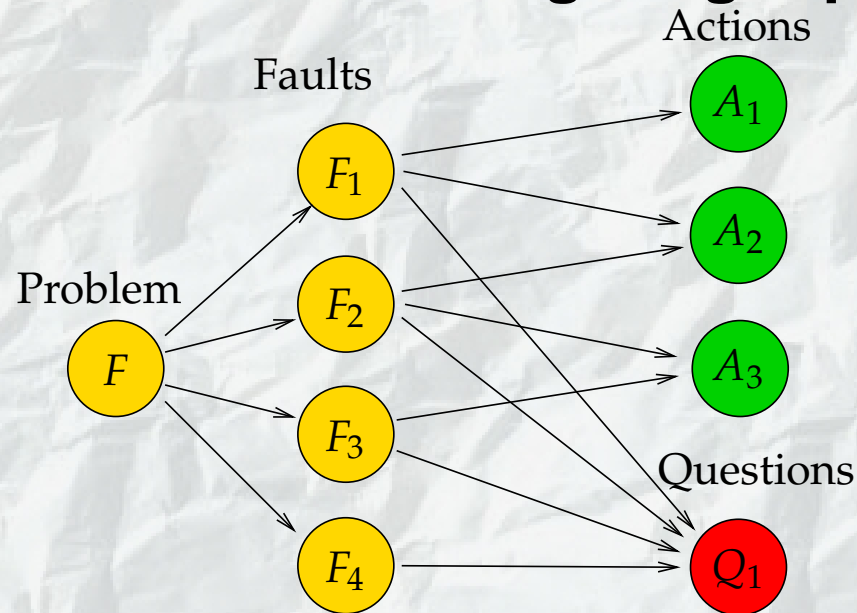 Actions
Faults
A1
F1
A2
Problem
F2
F
A3
F3
Questions
F4
Q1